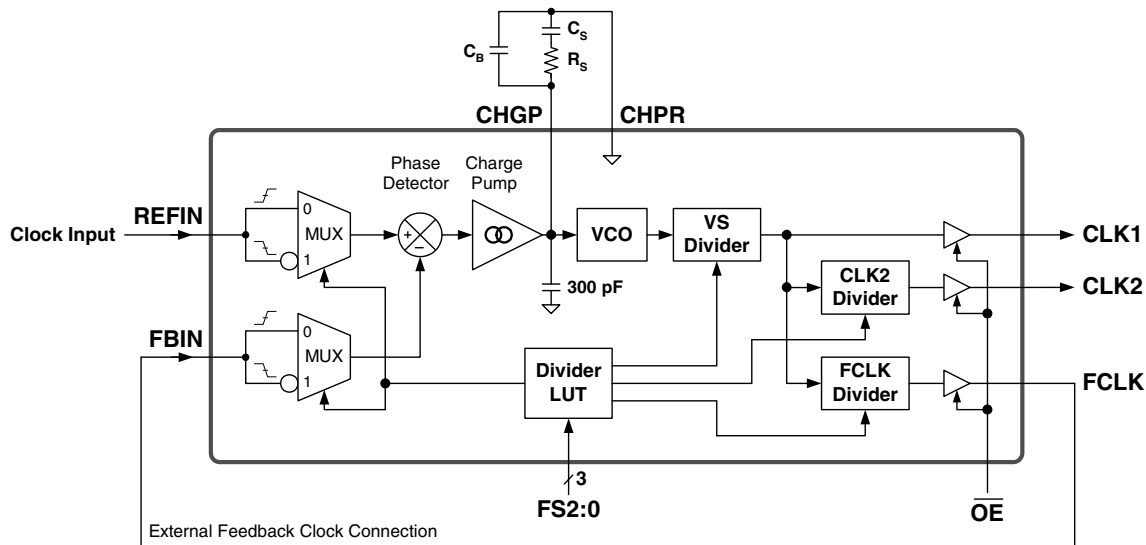 C_S
C_B
R_S
CHGP
CHPR
Phase
Detector
Charge
Pump
REFIN
Clock Input
0
MUX
1
+
−
VCO
VS
Divider
CLK1
300 pF
CLK2
Divider
CLK2
FBIN
0
MUX
1
Divider
LUT
FCLK
Divider
FCLK
3
FS2:0
OE
External Feedback Clock Connection